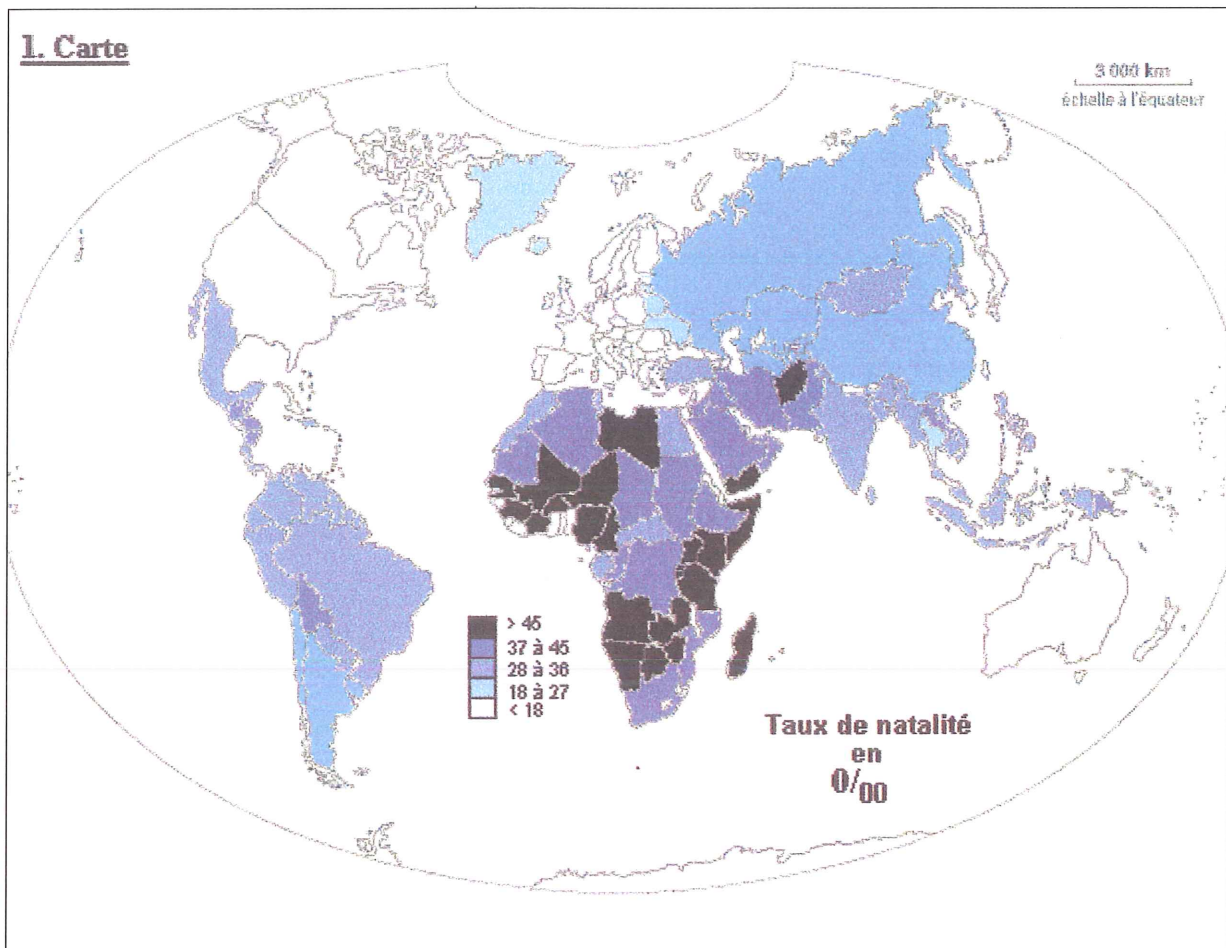 1. Carte
3 000 km
échelle à l'équateur
> 45
37 à 45
28 à 36
18 à 27
< 18
Taux de natalité
en
0/00